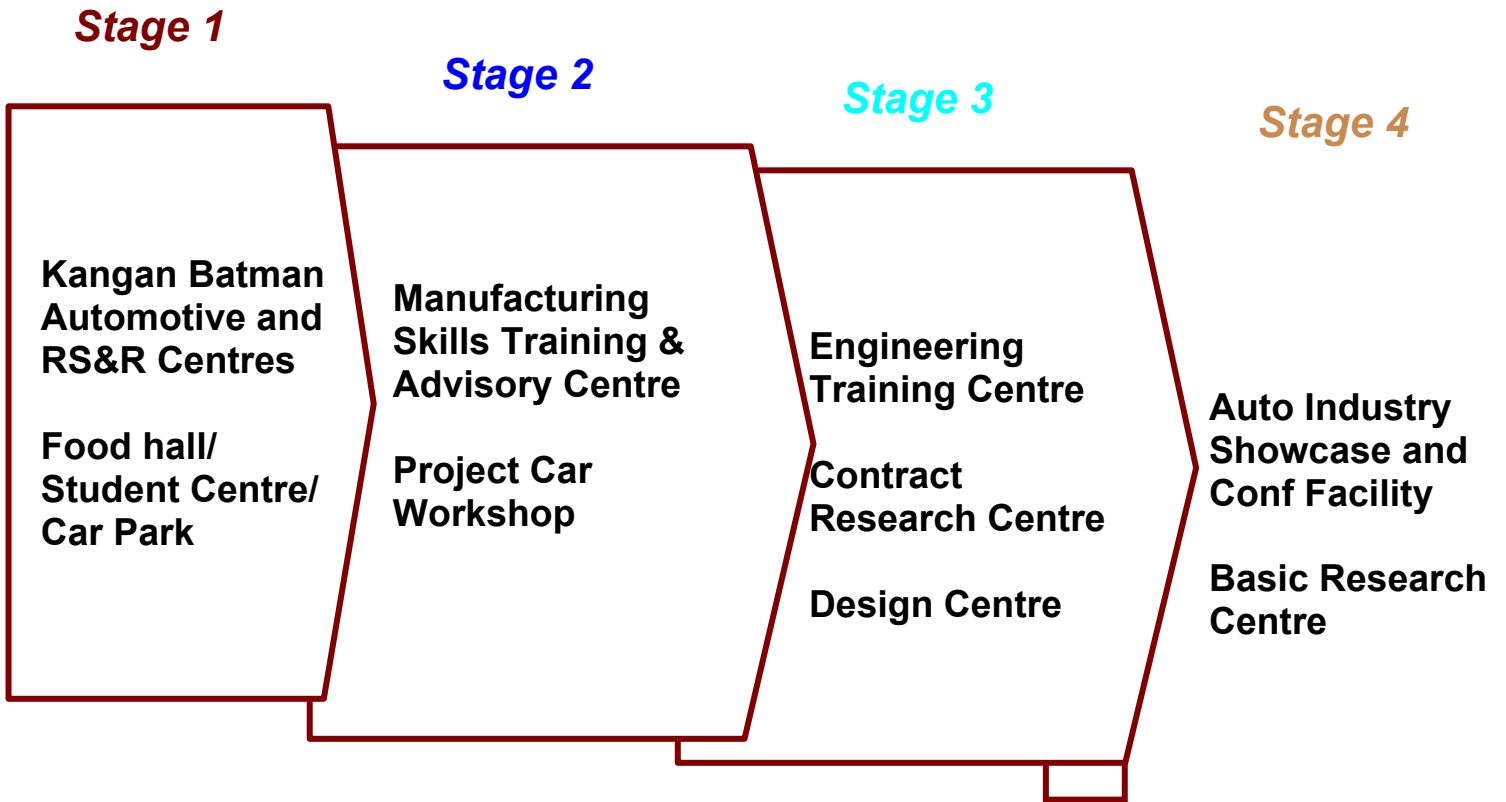 Stage 1
Stage 2
Stage 3
Stage 4
Kangan Batman
Automotive and
RS&R Centres
Food hall/
Student Centre/
Car Park
Manufacturing
Skills Training &
Advisory Centre
Project Car
Workshop
Engineering
Training Centre
Contract
Research Centre
Design Centre
Auto Industry
Showcase and
Conf Facility
Basic Research
Centre